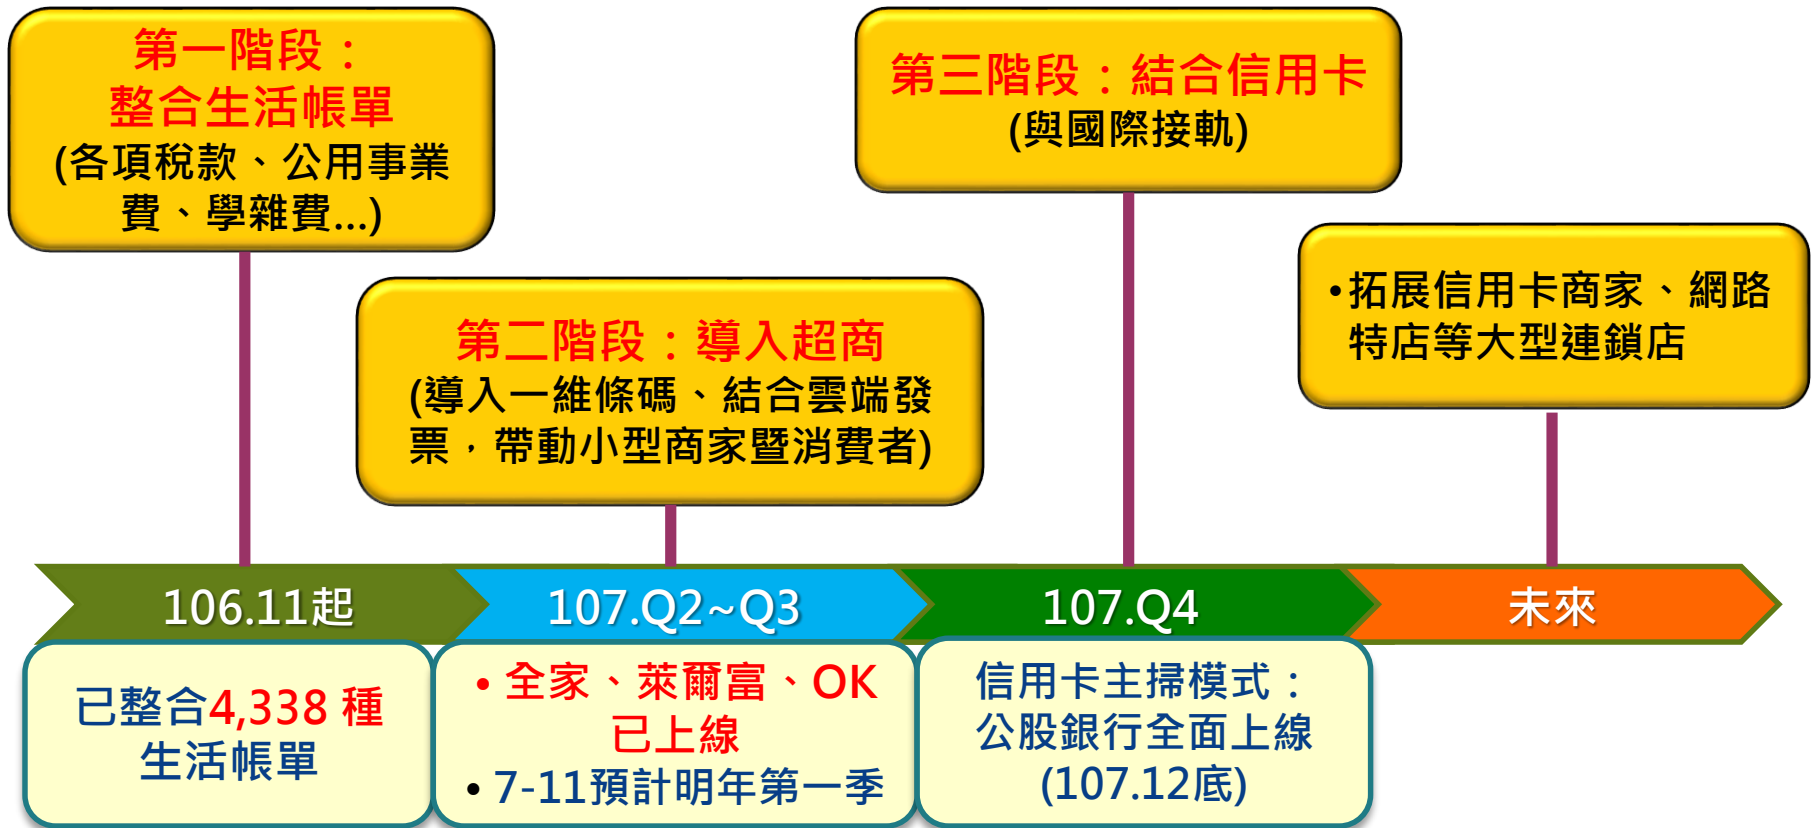 第一階段：
整合生活帳單
(各項稅款、公用事業
費、學雜費...)
第二階段：導入超商
(導入一維條碼、結合雲端發
票，帶動小型商家暨消費者)
第三階段：結合信用卡
(與國際接軌)
•拓展信用卡商家、網路
特店等大型連鎖店
106.11起
107.Q2~Q3
107.Q4
未來
已整合4,338 種
生活帳單
• 全家、萊爾富、OK
已上線
• 7-11預計明年第一季
信用卡主掃模式：
公股銀行全面上線
(107.12底)